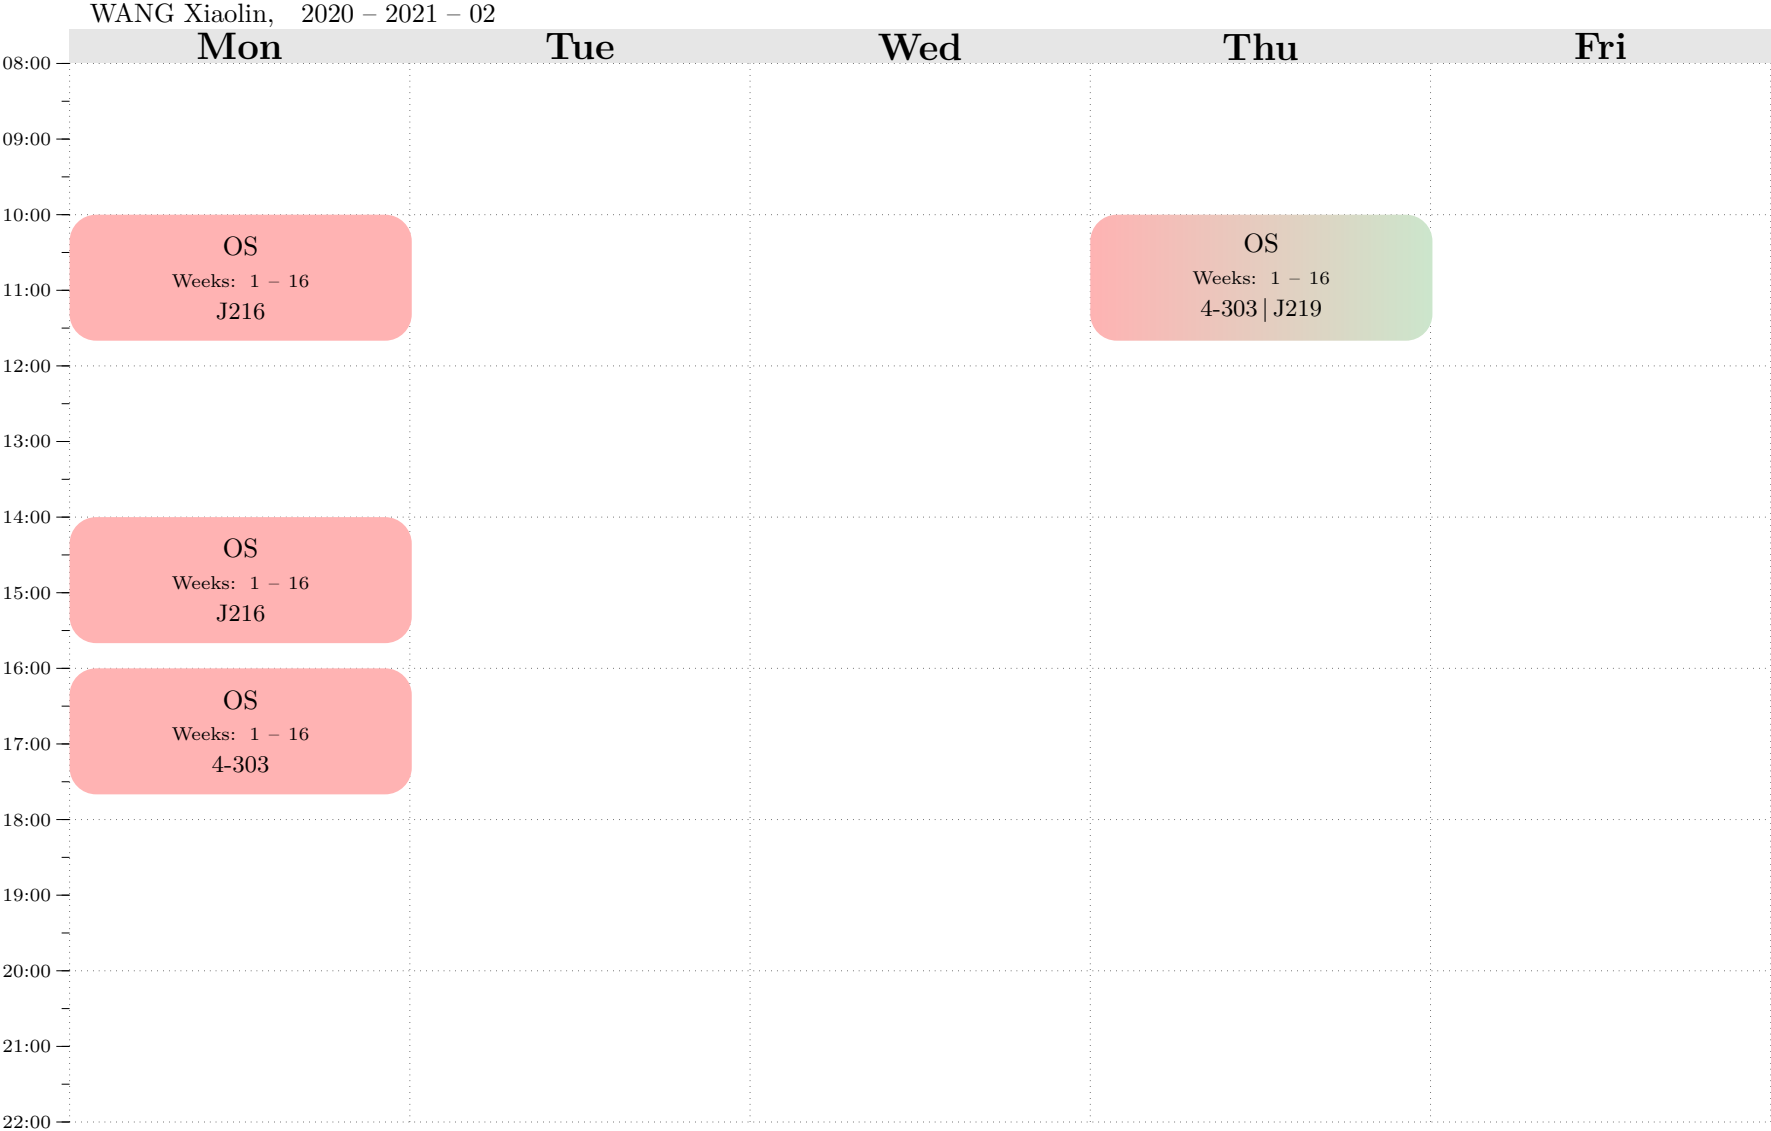 WANG Xiaolin, 2020 – 2021 – 02
Mon Tue Wed Thu Fri
08:00
09:00
10:00
OS
Weeks: 1 – 16
J216
OS
Weeks: 1 – 16
4-303 | J219
11:00
12:00
13:00
14:00
OS
Weeks: 1 – 16
J216
15:00
16:00
OS
Weeks: 1 – 16
4-303
17:00
18:00
19:00
20:00
21:00
22:00